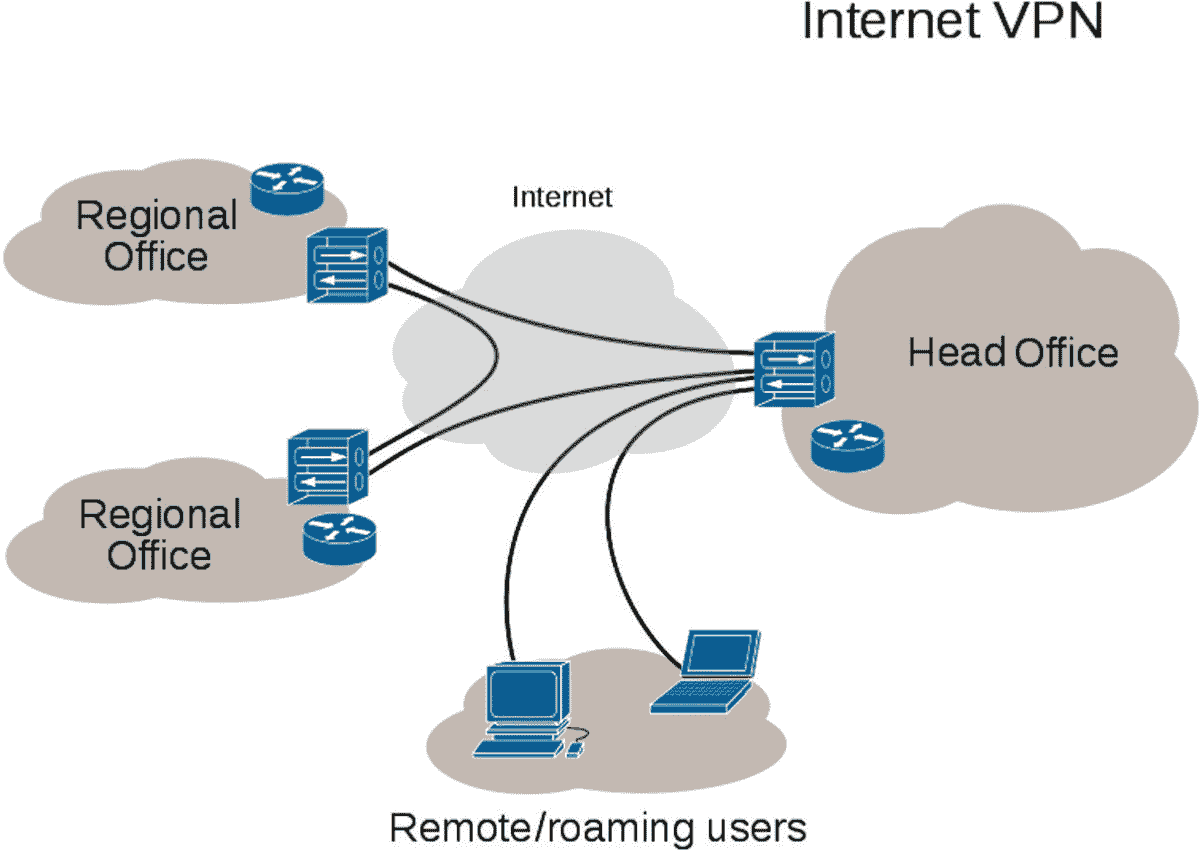 Internet VPN
Internet
Regional
Office
Head Office
Regional
Office
Remote/roaming users